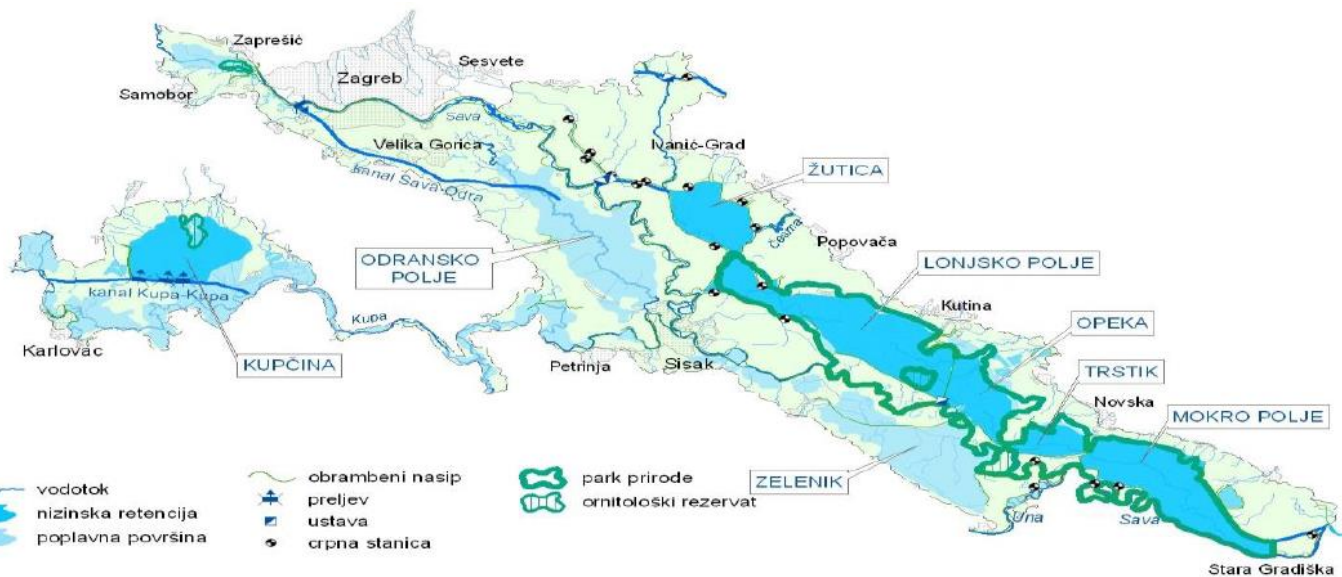 Zaprešić
Sesvete
Zagreb
Samobor
Sava
Velika Gorica
Ivanić-Grad
kanal Sava-Odra
ŽUTICA
Česma
Popovača
ODRANSKO
POLJE
LONJSKO POLJE
kanal Kupa-Kupa
Kupa
Kutina
OPEKA
Karlovac
KUPČINA
Petrinja
Sisak
TRSTIK
Novska
MOKRO POLJE
ZELENIK
Una
Sava
Stara Gradiška
vodotok
nizinska retencija
poplavna površina
obrambeni nasip
preljev
ustava
crpna stanica
park prirode
ornitološki rezervat